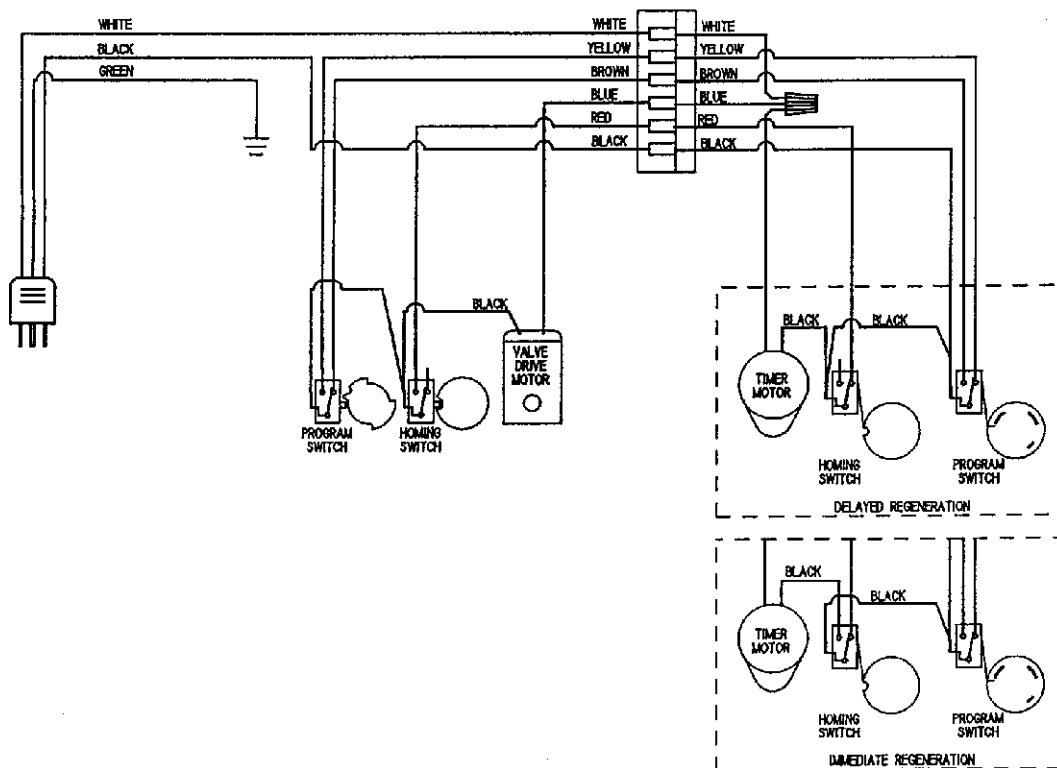 WHITE
BLACK
GREEN
WHITE
YELLOW
BROWN
BLUE
RED
BLACK
WHITE
YELLOW
BROWN
BLUE
RED
BLACK
BLACK
VALVE
DRIVE
MOTOR
PROGRAM
SWITCH
HOMING
SWITCH
BLACK
BLACK
TIMER
MOTOR
HOMING
SWITCH
PROGRAM
SWITCH
DELAYED REGENERATION
BLACK
BLACK
TIMER
MOTOR
HOMING
SWITCH
PROGRAM
SWITCH
IMMEDIATE REGENERATION